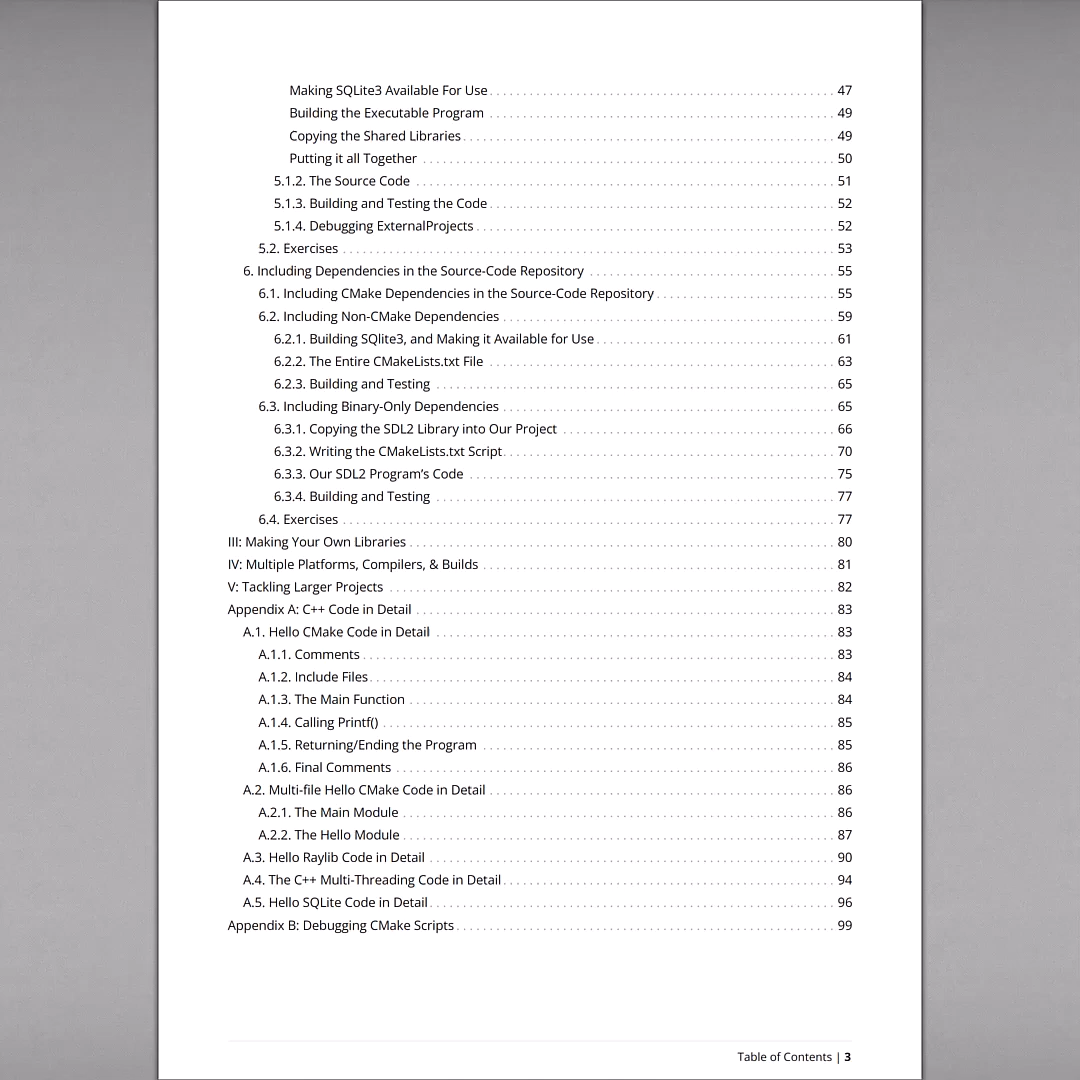 Making SQLite3 Available For Use . . . . . . . . . . . . . . . . . . . . . . . . . . . . . . . . . . . . . . . . 47
Building the Executable Program . . . . . . . . . . . . . . . . . . . . . . . . . . . . . . . . . . . . . . . . 49
Copying the Shared Libraries . . . . . . . . . . . . . . . . . . . . . . . . . . . . . . . . . . . . . . . . 49
Putting it all Together . . . . . . . . . . . . . . . . . . . . . . . . . . . . . . . . . . . . . . . . 50
5.1.2. The Source Code . . . . . . . . . . . . . . . . . . . . . . . . . . . . . . . . . . . . . . . . 51
5.1.3. Building and Testing the Code . . . . . . . . . . . . . . . . . . . . . . . . . . . . . . . . . . . . . . . . 52
5.1.4. Debugging ExternalProjects . . . . . . . . . . . . . . . . . . . . . . . . . . . . . . . . . . . . . . . . 52
5.2. Exercises . . . . . . . . . . . . . . . . . . . . . . . . . . . . . . . . . . . . . . . . 53
6. Including Dependencies in the Source-Code Repository . . . . . . . . . . . . . . . . . . . . . . . . . . . . . . 55
6.1. Including CMake Dependencies in the Source-Code Repository . . . . . . . . . . . . . . . . . . . . . . 55
6.2. Including Non-CMake Dependencies . . . . . . . . . . . . . . . . . . . . . . . . . . . . . . . . . . . . . . . . 59
6.2.1. Building SQlite3, and Making it Available for Use . . . . . . . . . . . . . . . . . . . . . . . . . . . . . . 61
6.2.2. The Entire CMakeLists.txt File . . . . . . . . . . . . . . . . . . . . . . . . . . . . . . . . . . . . . . . . 63
6.2.3. Building and Testing . . . . . . . . . . . . . . . . . . . . . . . . . . . . . . . . . . . . . . . . 65
6.3. Including Binary-Only Dependencies . . . . . . . . . . . . . . . . . . . . . . . . . . . . . . . . . . . . . . . . 65
6.3.1. Copying the SDL2 Library into Our Project . . . . . . . . . . . . . . . . . . . . . . . . . . . . . . . . . . 66
6.3.2. Writing the CMakeLists.txt Script . . . . . . . . . . . . . . . . . . . . . . . . . . . . . . . . . . . . . . . . 70
6.3.3. Our SDL2 Program’s Code . . . . . . . . . . . . . . . . . . . . . . . . . . . . . . . . . . . . . . . . 75
6.3.4. Building and Testing . . . . . . . . . . . . . . . . . . . . . . . . . . . . . . . . . . . . . . . . 77
6.4. Exercises . . . . . . . . . . . . . . . . . . . . . . . . . . . . . . . . . . . . . . . . 77
III: Making Your Own Libraries . . . . . . . . . . . . . . . . . . . . . . . . . . . . . . . . . . . . . . . . 80
IV: Multiple Platforms, Compilers, & Builds . . . . . . . . . . . . . . . . . . . . . . . . . . . . . . . . . . . . . . . . 81
V: Tackling Larger Projects . . . . . . . . . . . . . . . . . . . . . . . . . . . . . . . . . . . . . . . . 82
Appendix A: C++ Code in Detail . . . . . . . . . . . . . . . . . . . . . . . . . . . . . . . . . . . . . . . . 83
A.1. Hello CMake Code in Detail . . . . . . . . . . . . . . . . . . . . . . . . . . . . . . . . . . . . . . . . 83
A.1.1. Comments . . . . . . . . . . . . . . . . . . . . . . . . . . . . . . . . . . . . . . . . 83
A.1.2. Include Files . . . . . . . . . . . . . . . . . . . . . . . . . . . . . . . . . . . . . . . . 84
A.1.3. The Main Function . . . . . . . . . . . . . . . . . . . . . . . . . . . . . . . . . . . . . . . . 84
A.1.4. Calling Printf() . . . . . . . . . . . . . . . . . . . . . . . . . . . . . . . . . . . . . . . . 85
A.1.5. Returning/Ending the Program . . . . . . . . . . . . . . . . . . . . . . . . . . . . . . . . . . . . . . . . 85
A.1.6. Final Comments . . . . . . . . . . . . . . . . . . . . . . . . . . . . . . . . . . . . . . . . 86
A.2. Multi-file Hello CMake Code in Detail . . . . . . . . . . . . . . . . . . . . . . . . . . . . . . . . . . . . . . . . 86
A.2.1. The Main Module . . . . . . . . . . . . . . . . . . . . . . . . . . . . . . . . . . . . . . . . 86
A.2.2. The Hello Module . . . . . . . . . . . . . . . . . . . . . . . . . . . . . . . . . . . . . . . . 87
A.3. Hello Raylib Code in Detail . . . . . . . . . . . . . . . . . . . . . . . . . . . . . . . . . . . . . . . . 90
A.4. The C++ Multi-Threading Code in Detail . . . . . . . . . . . . . . . . . . . . . . . . . . . . . . . . . . . . . . . . 94
A.5. Hello SQLite Code in Detail . . . . . . . . . . . . . . . . . . . . . . . . . . . . . . . . . . . . . . . . 96
Appendix B: Debugging CMake Scripts . . . . . . . . . . . . . . . . . . . . . . . . . . . . . . . . . . . . . . . . 99
Table of Contents | 3